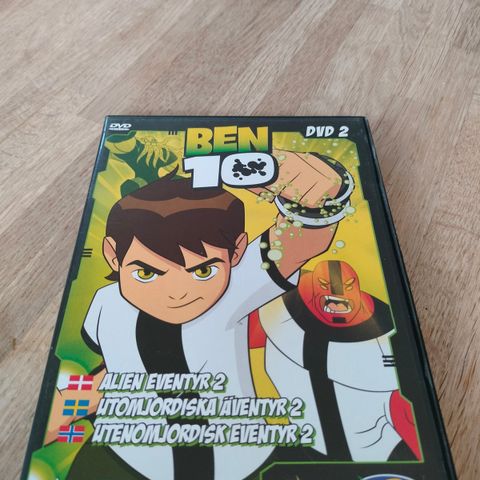 DVD
BEN
10
DVD 2
ALIEN EVENTYR 2
UTOMJORDISKA ÄVENTYR 2
UTENOMJORDISK EVENTYR 2